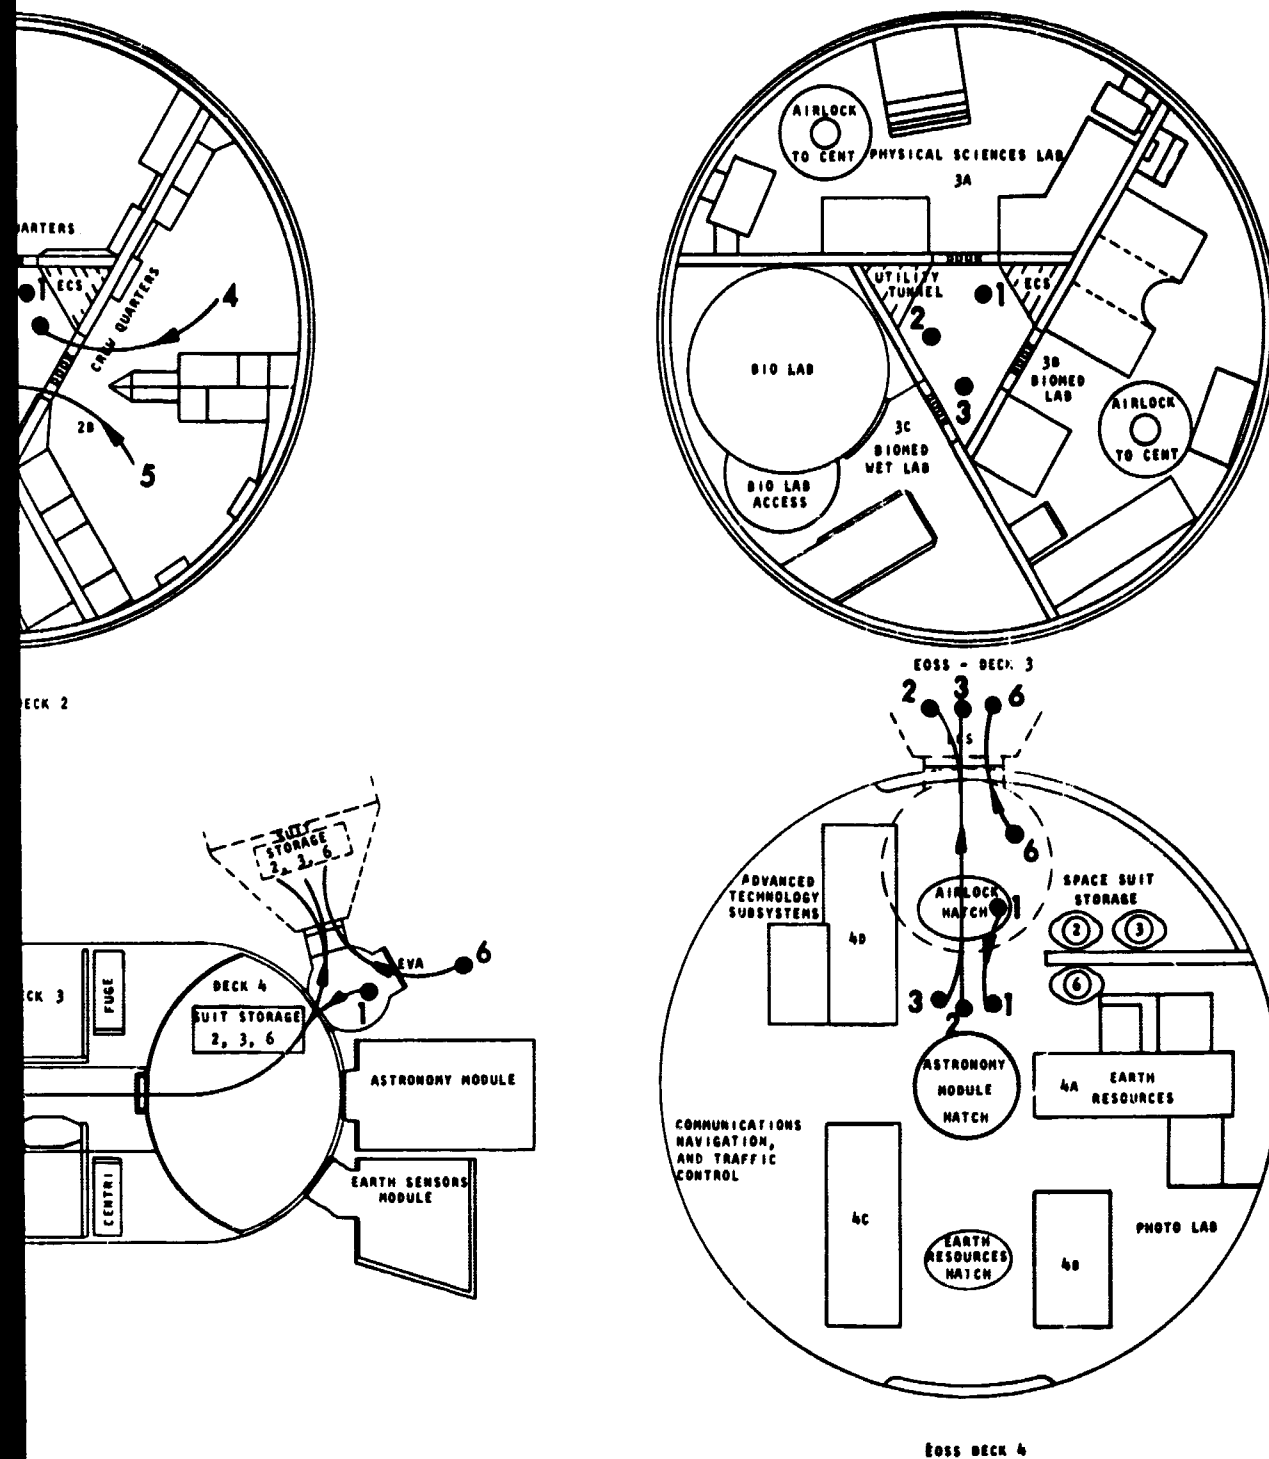 ARTERS
1
ECS
4
CREW QUARTERS
2B
5
ECK 2
AIRLOCK
TO CENT
PHYSICAL SCIENCES LAB
3A
UTILITY
TUNNEL
ECS
1
2
3
BIO LAB
3B
BIOMED
LAB
AIRLOCK
TO CENT
3C
BIOMED
WET LAB
BIO LAB
ACCESS
EOSS - DECK 3
SUIT
STORAGE
2, 3, 6
EVA
6
1
CK 3
FUGE
DECK 4
SUIT STORAGE
2, 3, 6
ASTRONOMY MODULE
CENTRI
EARTH SENSORS
MODULE
2
3
6
6
ADVANCED
TECHNOLOGY
SUBSYSTEMS
4D
AIRLOCK
HATCH
1
SPACE SUIT
STORAGE
2
3
6
3
2
1
ASTRONOMY
MODULE
HATCH
4A
EARTH
RESOURCES
COMMUNICATIONS
NAVIGATION,
AND TRAFFIC
CONTROL
4C
EARTH
RESOURCES
HATCH
4B
PHOTO LAB
EOSS DECK 4